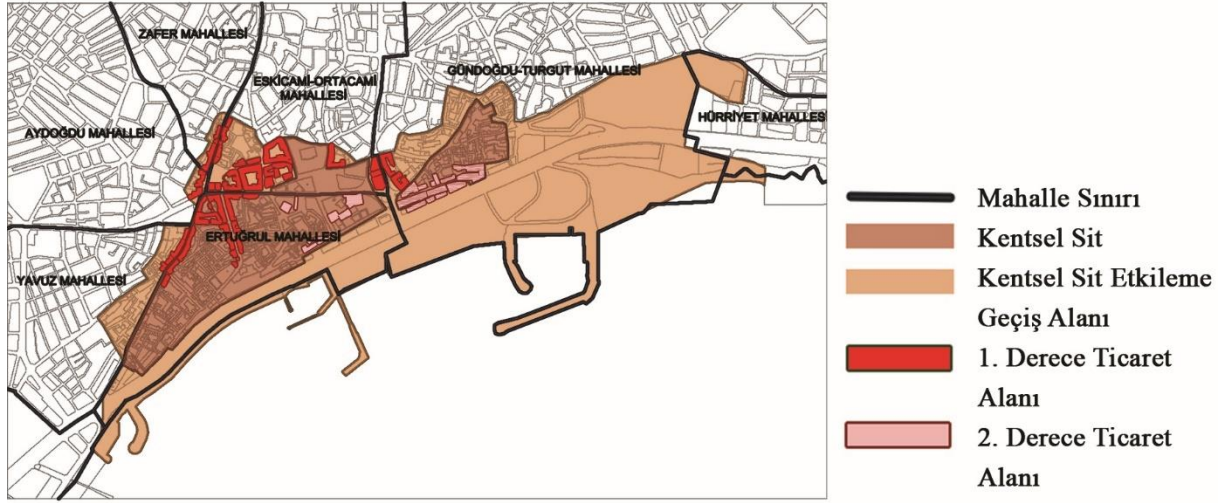 ZAFER MAHALLESİ
ESKİCAMİ-ORTACAMİ
MAHALLESİ
GÜNDOĞDU-TURGUT MAHALLESİ
AYDOĞDU MAHALLESİ
HÜRRİYET MAHALLESİ
ERTUĞRUL MAHALLESİ
YAVUZ MAHALLESİ
Mahalle Sınırı
Kentsel Sit
Kentsel Sit Etkileme
Geçiş Alanı
1. Derece Ticaret
Alanı
2. Derece Ticaret
Alanı